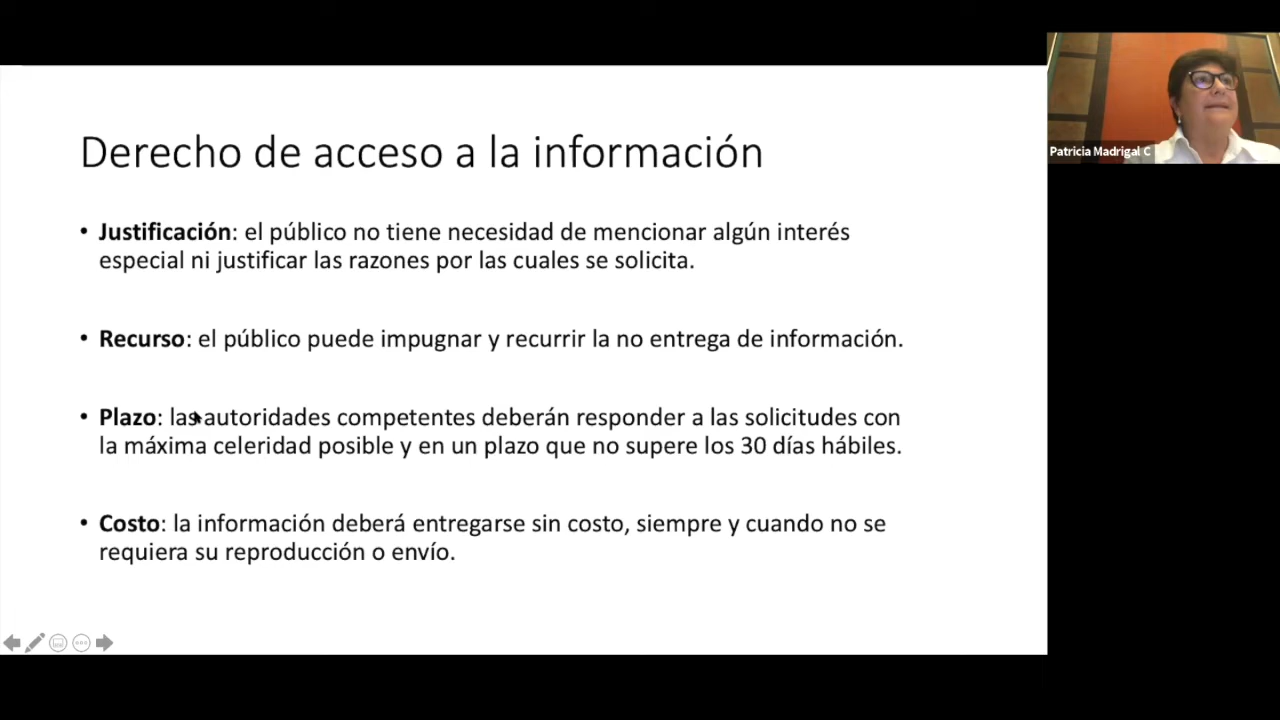 Derecho de acceso a la información
• Justificación: el público no tiene necesidad de mencionar algún interés
especial ni justificar las razones por las cuales se solicita.
• Recurso: el público puede impugnar y recurrir la no entrega de información.
• Plazo: las autoridades competentes deberán responder a las solicitudes con
la máxima celeridad posible y en un plazo que no supere los 30 días hábiles.
• Costo: la información deberá entregarse sin costo, siempre y cuando no se
requiera su reproducción o envío.
Patricia Madrigal C